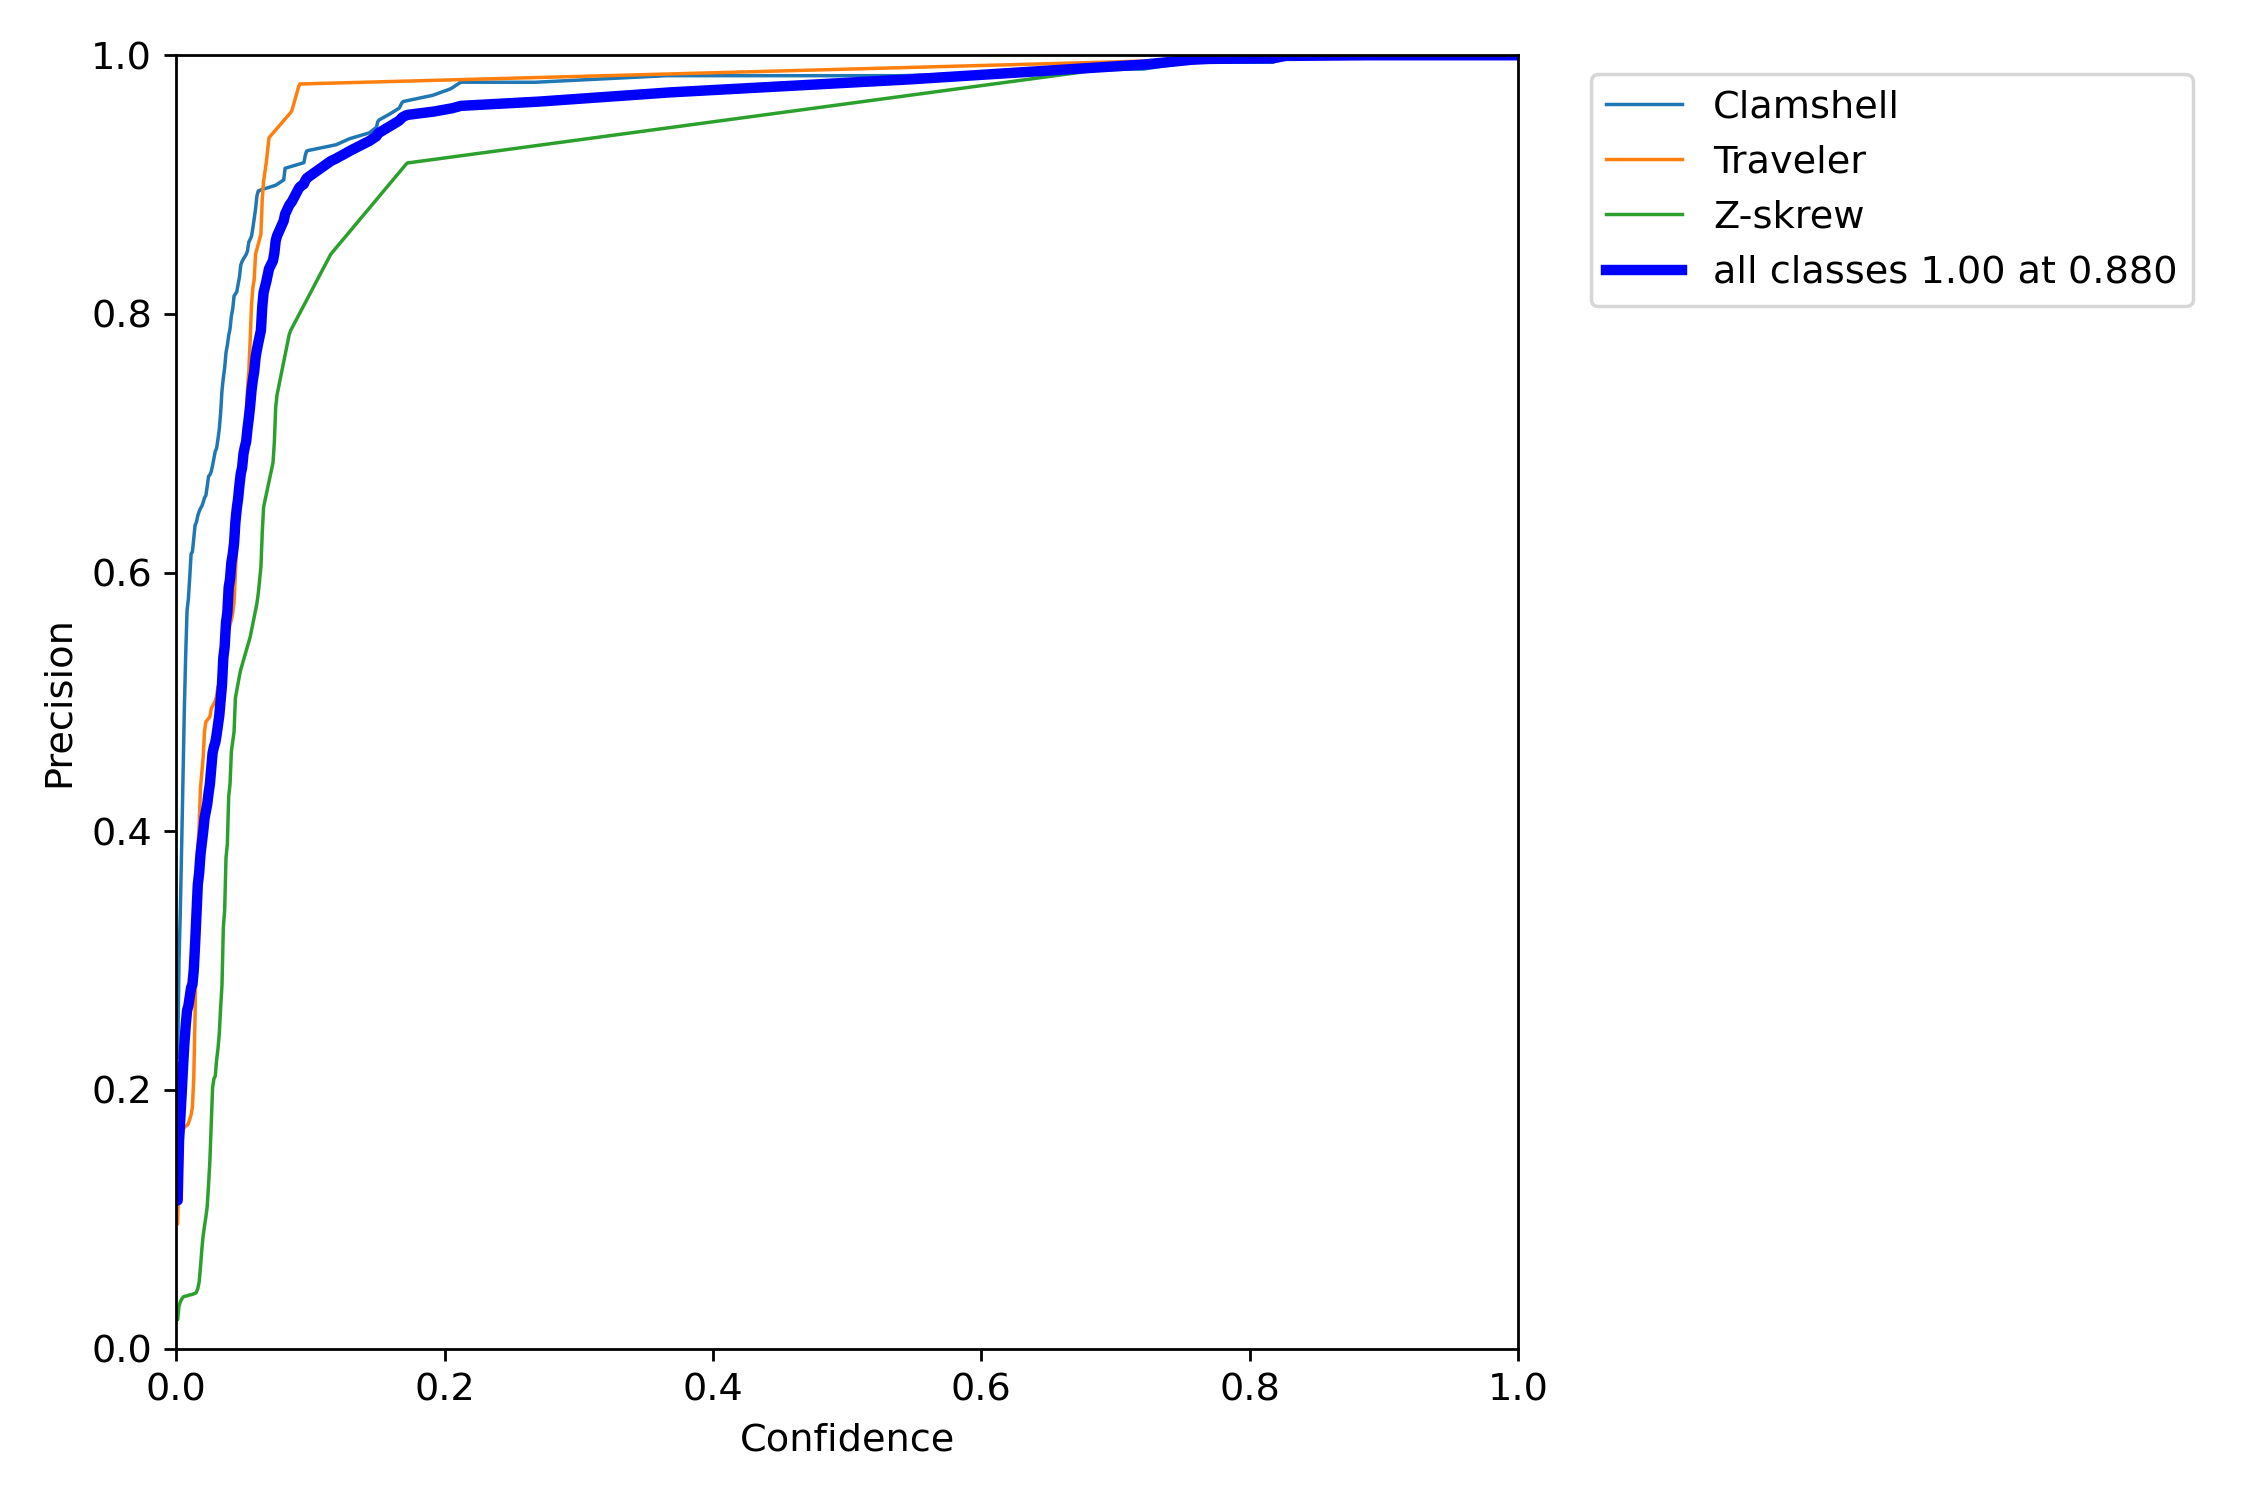 1.0
0.8
0.6
0.4
0.2
0.0
Precision
0.0 0.2 0.4 0.6 0.8 1.0
Confidence
Clamshell
Traveler
Z-skrew
all classes 1.00 at 0.880